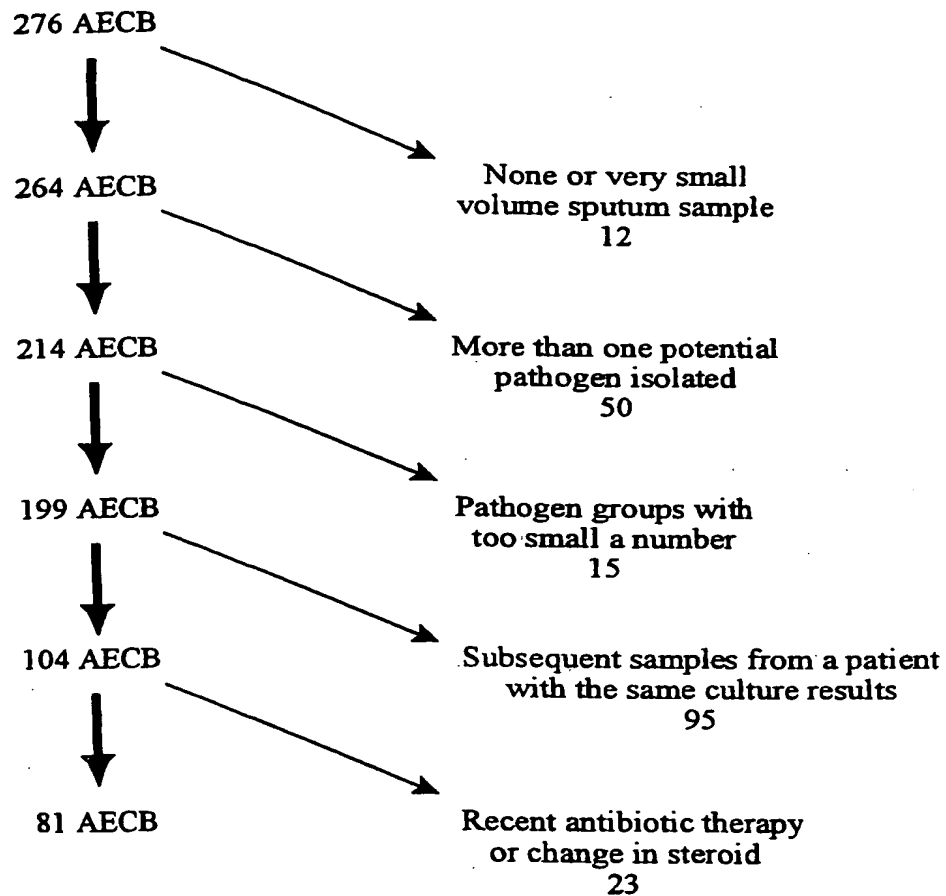 276 AECB
None or very small
volume sputum sample
12
264 AECB
More than one potential
pathogen isolated
50
214 AECB
Pathogen groups with
too small a number
15
199 AECB
Subsequent samples from a patient
with the same culture results
95
104 AECB
Recent antibiotic therapy
or change in steroid
23
81 AECB